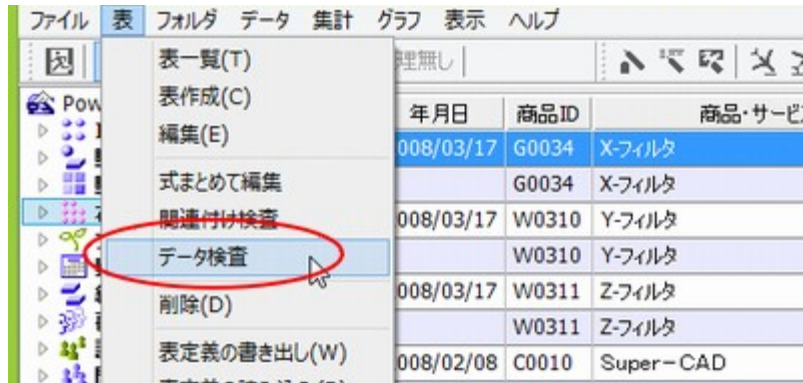 ファイル 表 フォルダ データ 集計 グラフ 表示 ヘルプ
表一覧(T)
表作成(C)
編集(E)
式まとめて編集
関連付け検査
データ検査
削除(D)
表定義の書き出し(W)
理無し
Pow
年月日 商品ID 商品・サービ
008/03/17 G0034 X-フィルタ
G0034 X-フィルタ
008/03/17 W0310 Y-フィルタ
W0310 Y-フィルタ
008/03/17 W0311 Z-フィルタ
W0311 Z-フィルタ
008/02/08 C0010 Super-CAD